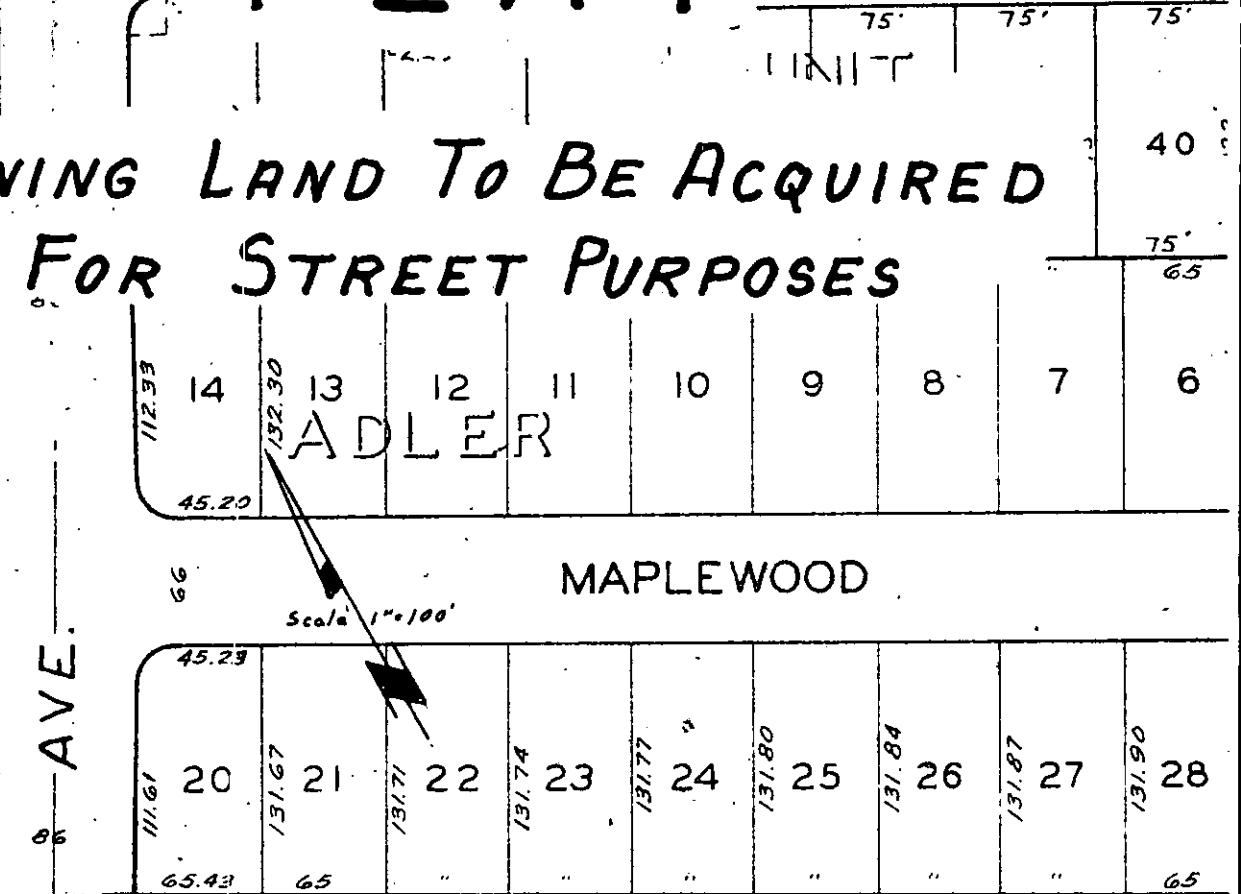 75' 75' 75'
UNIT
40
WING LAND TO BE ACQUIRED
75'
FOR STREET PURPOSES
65
112.33 14 132.30 13 12 11 10 9 8 7 6
ADLER
45.20
66
MAPLEWOOD
Scale 1"=100'
45.23
AVE.
111.61 20 131.67 21 131.71 22 131.74 23 131.77 24 131.80 25 131.84 26 131.87 27 131.90 28
86
65.43 65 " " " " " " 65